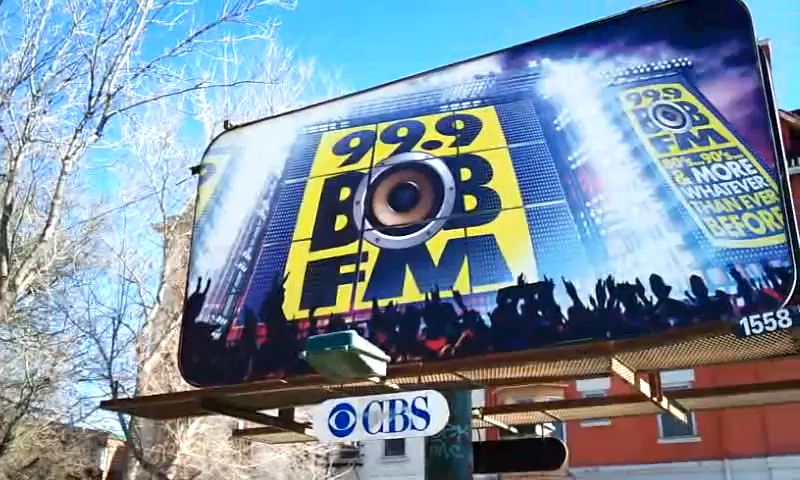 99.9
BOB
FM
99.9
BOB
FM
80's...90's...
& MORE
WHATEVER
THAN EVER
BEFORE
1558
CBS